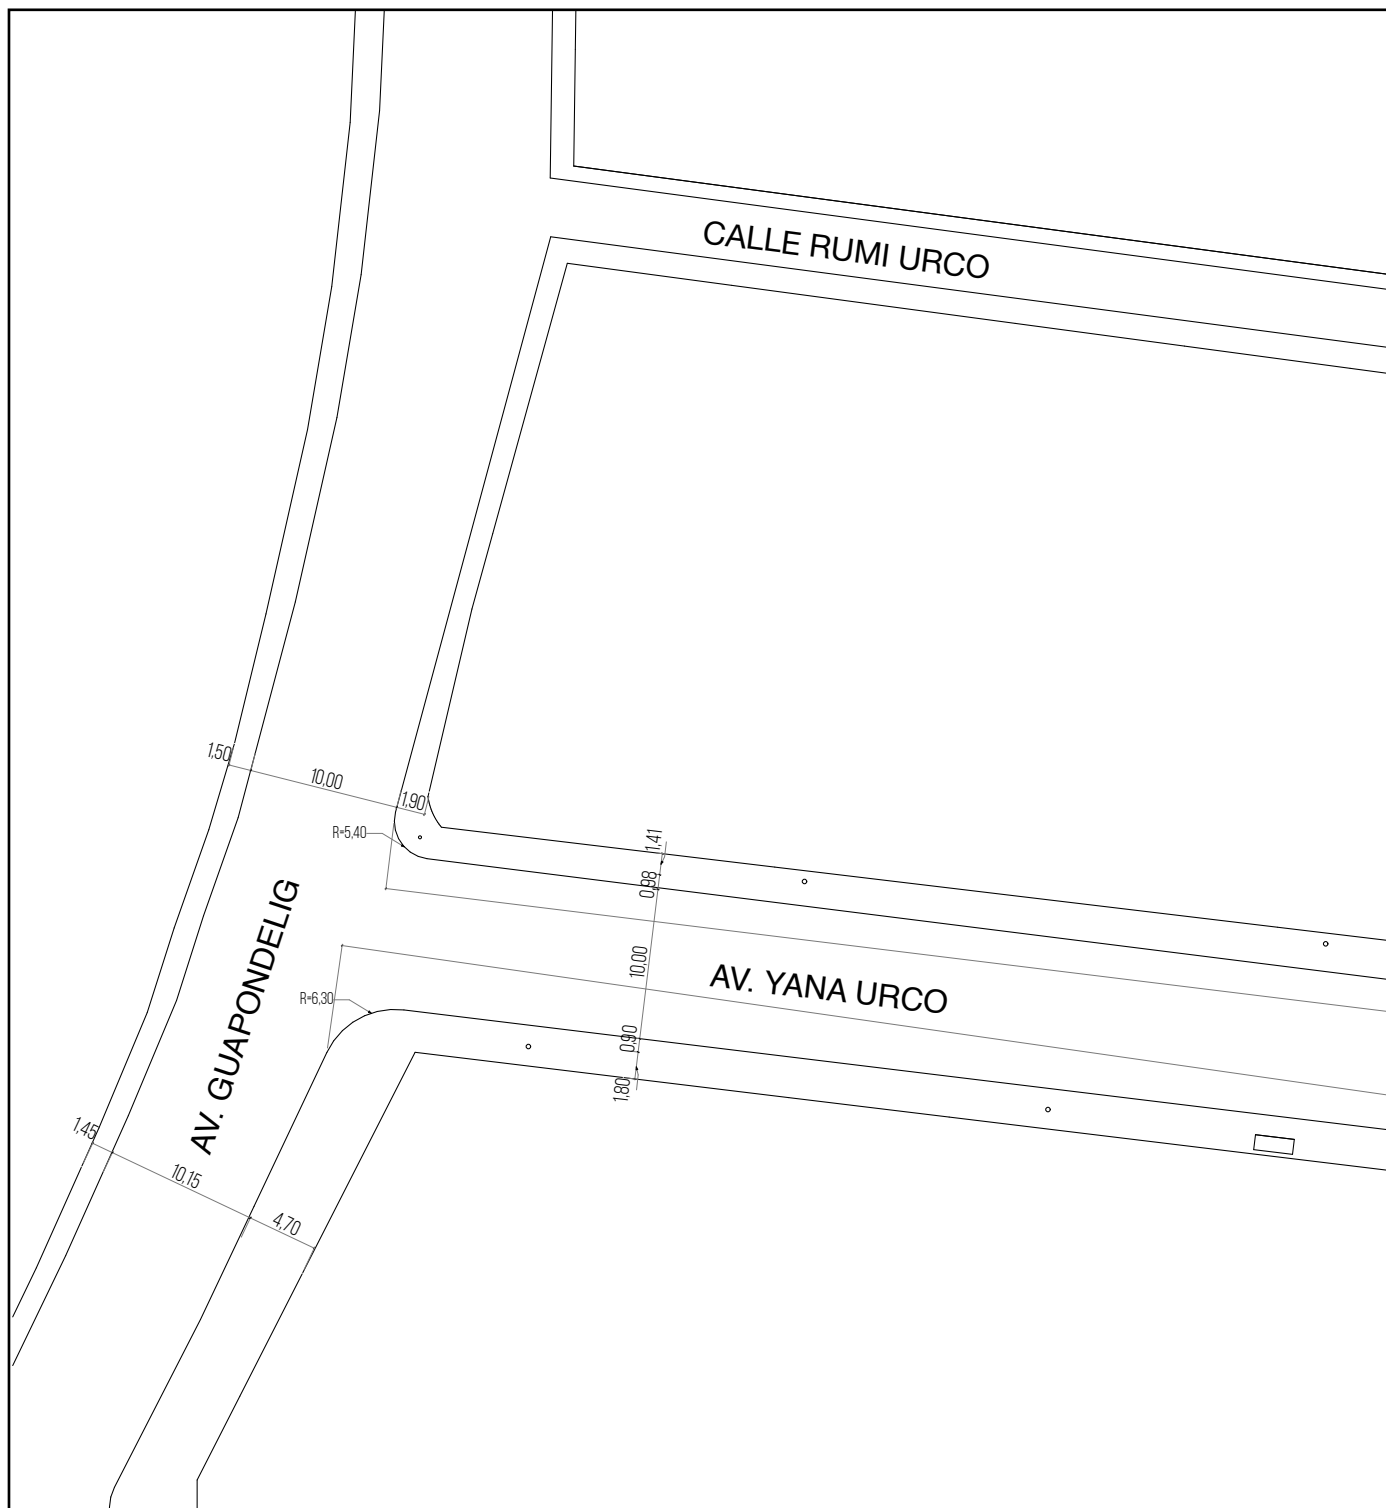 CALLE RUMI URCO
1,50
10,00
1,90
R=5,40
1,41
0,98
10,00
AV. YANA URCO
AV. GUAPONDELIG
R=6,30
0,90
1,80
1,45
10,15
4,70